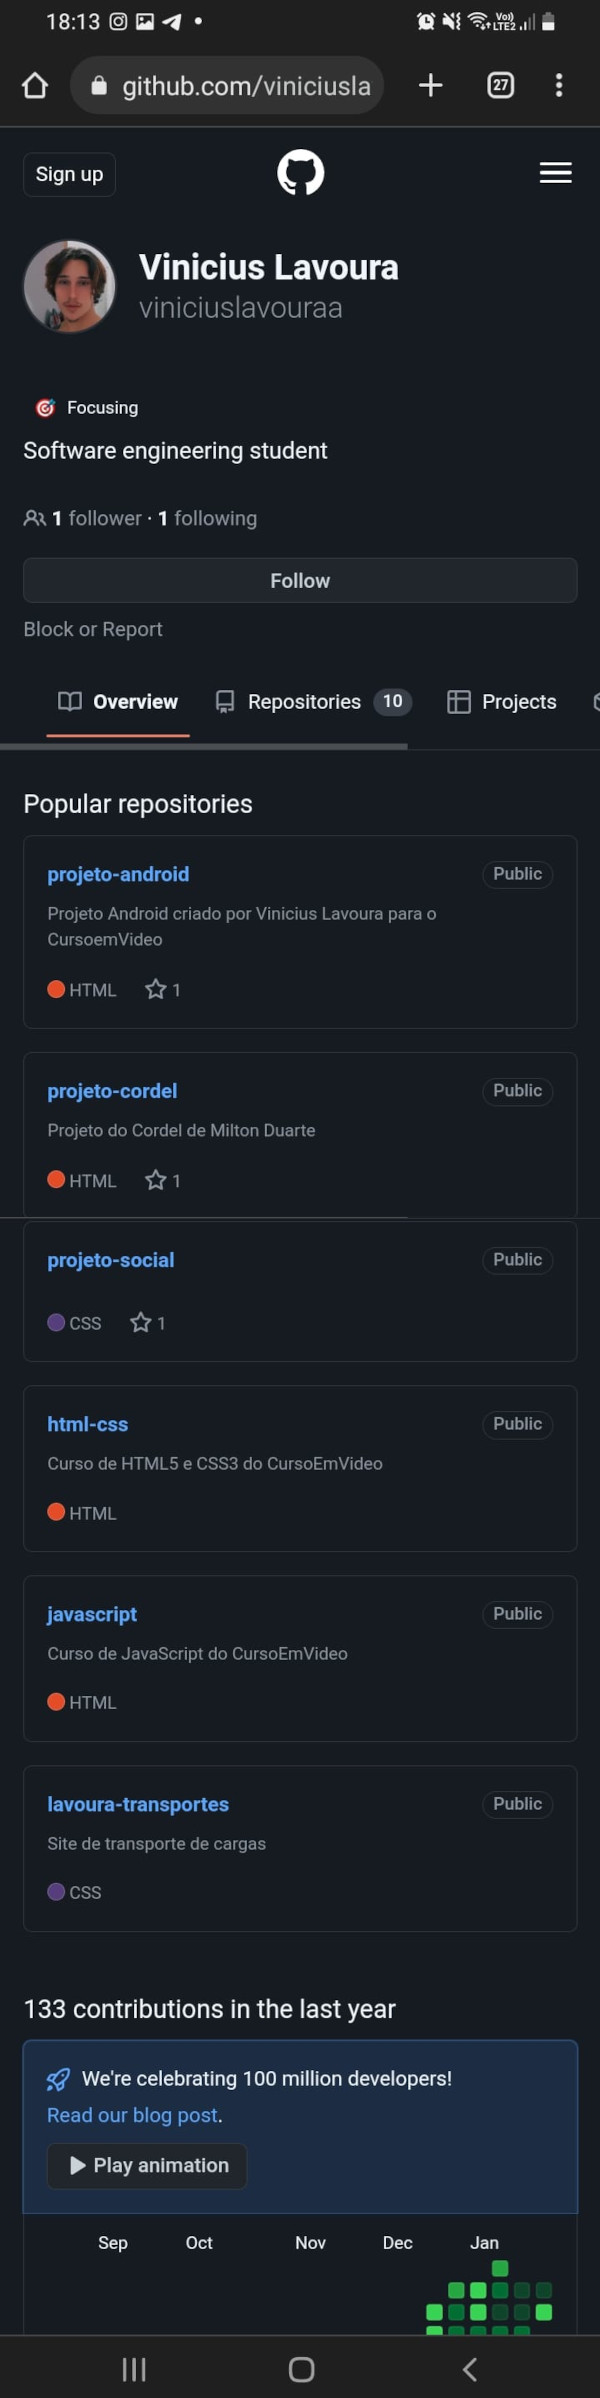 18:13
Vo) LTE2
github.com/viniciusla
27
Sign up
Vinicius Lavoura
viniciuslavouraa
Focusing
Software engineering student
1 follower · 1 following
Follow
Block or Report
Overview Repositories 10 Projects
Popular repositories
projeto-android Public
Projeto Android criado por Vinicius Lavoura para o
CursoemVideo
HTML 1
projeto-cordel Public
Projeto do Cordel de Milton Duarte
HTML 1
projeto-social Public
CSS 1
html-css Public
Curso de HTML5 e CSS3 do CursoEmVideo
HTML
javascript Public
Curso de JavaScript do CursoEmVideo
HTML
lavoura-transportes Public
Site de transporte de cargas
CSS
133 contributions in the last year
We're celebrating 100 million developers!
Read our blog post.
Play animation
Sep Oct Nov Dec Jan